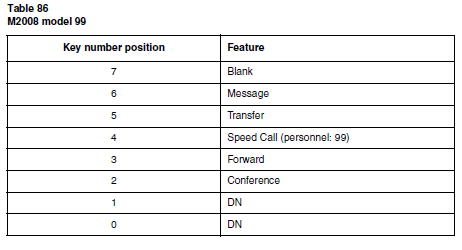 Table 86
M2008 model 99
Key number position Feature
7 Blank
6 Message
5 Transfer
4 Speed Call (personnel: 99)
3 Forward
2 Conference
1 DN
0 DN